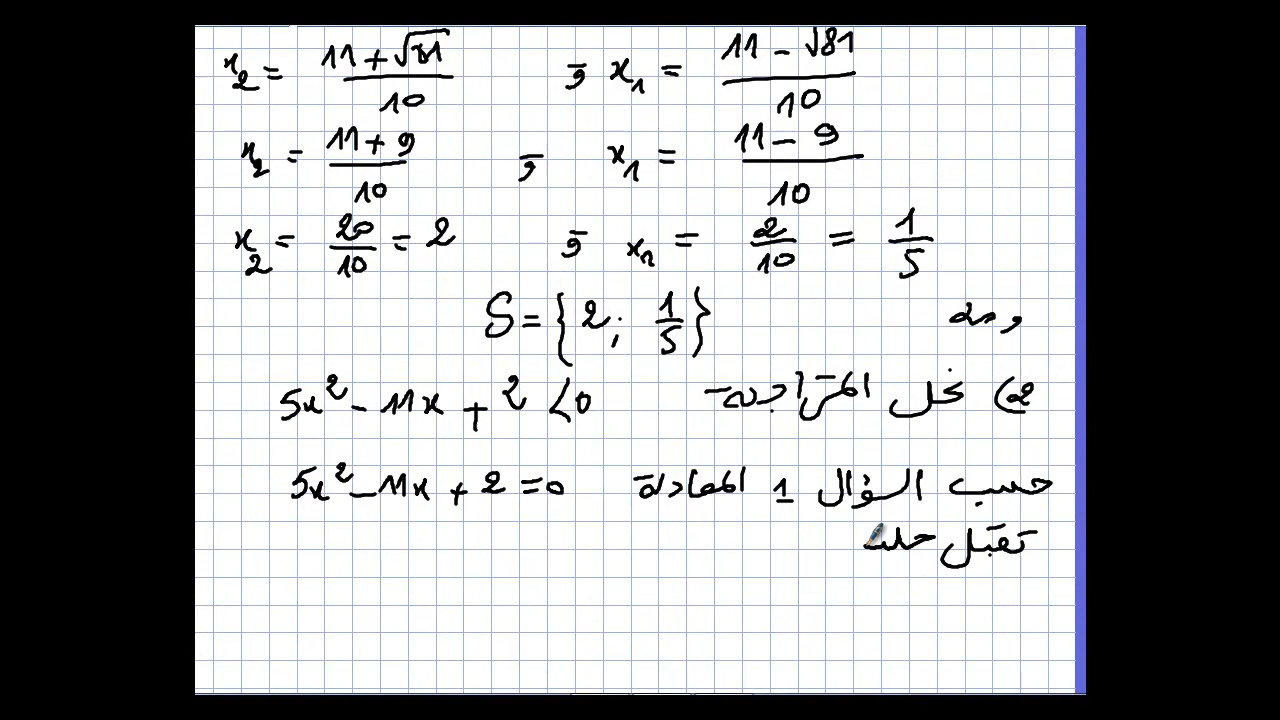 x₂ = (11 + √81)/10 و x₁ = (11 - √81)/10
x₂ = (11 + 9)/10 و x₁ = (11 - 9)/10
x₂ = 20/10 = 2 و x₁ = 2/10 = 1/5
ومنه S = {2; 1/5}
2) نحل المتراجحة 5x² - 11x + 2 < 0
حسب السؤال 1 المعادلة 5x² - 11x + 2 = 0
تقبل